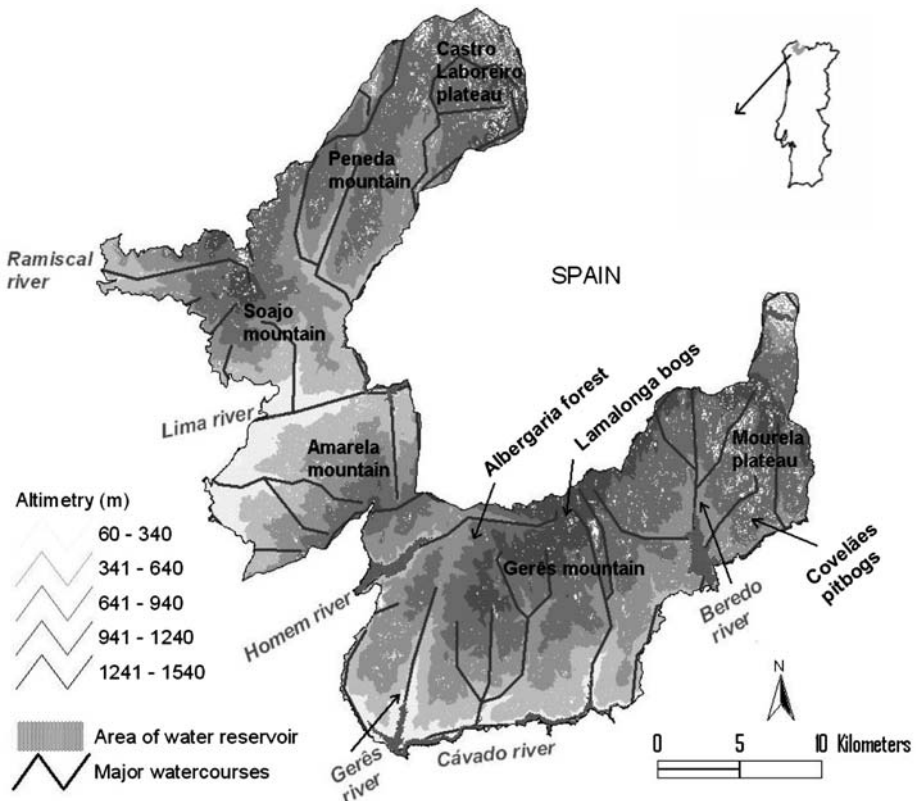 Castro
Laboreiro
plateau
Peneda
mountain
Ramiscal
river
SPAIN
Soajo
mountain
Lima river
Albergaria forest
Lamalonga bogs
Amarela
mountain
Mourela
plateau
Altimetry (m)
60 - 340
341 - 640
641 - 940
941 - 1240
1241 - 1540
Area of water reservoir
Major watercourses
Homem river
Gerês mountain
Beredo
river
Covelães
pitbogs
Gerês
river
Cávado river
N
0 5 10 Kilometers